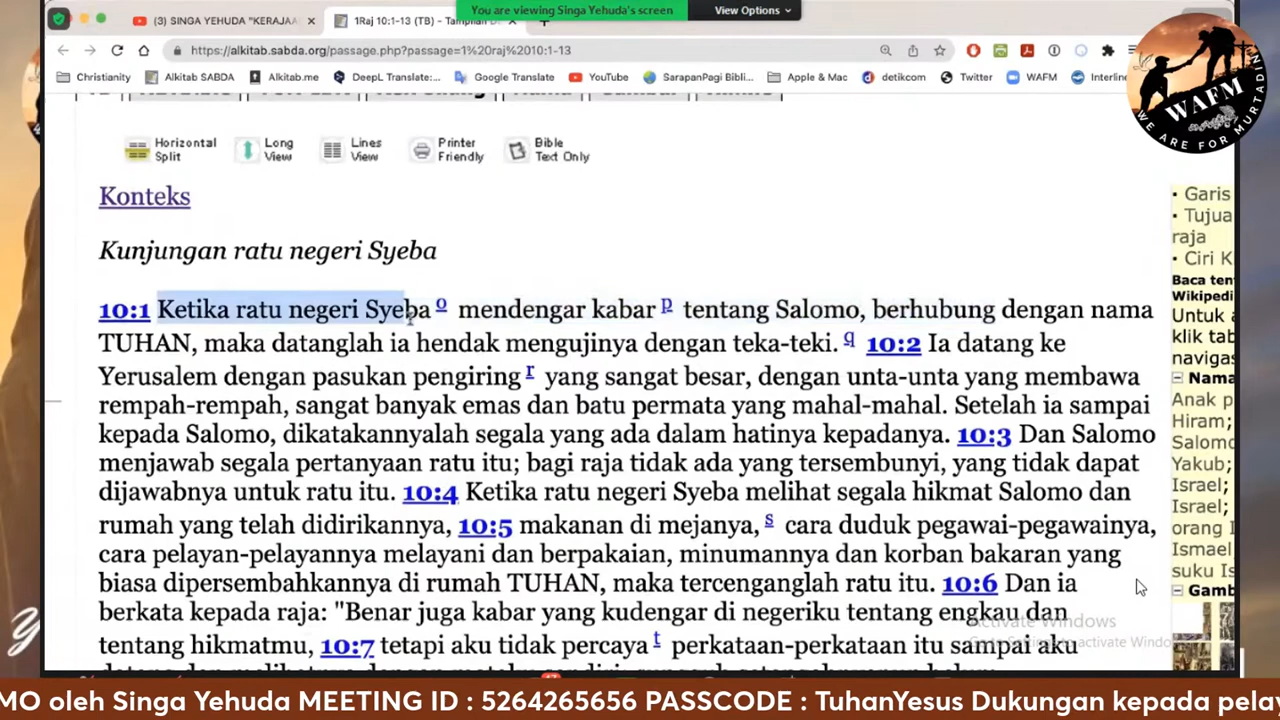 You are viewing Singa Yehuda's screen View Options
(3) SINGA YEHUDA "KERAJAA 1Raj 10:1-13 (TB) - Tampilan
https://alkitab.sabda.org/passage.php?passage=1%20raj%2010:1-13
Christianity Alkitab SABDA Alkitab.me DeepL Translate:... Google Translate YouTube SarapanPagi Bibli... Apple & Mac detikcom Twitter WAFM Interline
WAFM
WE ARE FOR MURTADIN
Horizontal Split Long View Lines View Printer Friendly Bible Text Only
Konteks
Kunjungan ratu negeri Syeba
10:1 Ketika ratu negeri Syeba o mendengar kabar p tentang Salomo, berhubung dengan nama
TUHAN, maka datanglah ia hendak mengujinya dengan teka-teki. q 10:2 Ia datang ke
Yerusalem dengan pasukan pengiring r yang sangat besar, dengan unta-unta yang membawa
rempah-rempah, sangat banyak emas dan batu permata yang mahal-mahal. Setelah ia sampai
kepada Salomo, dikatakannyalah segala yang ada dalam hatinya kepadanya. 10:3 Dan Salomo
menjawab segala pertanyaan ratu itu; bagi raja tidak ada yang tersembunyi, yang tidak dapat
dijawabnya untuk ratu itu. 10:4 Ketika ratu negeri Syeba melihat segala hikmat Salomo dan
rumah yang telah didirikannya, 10:5 makanan di mejanya, s cara duduk pegawai-pegawainya,
cara pelayan-pelayannya melayani dan berpakaian, minumannya dan korban bakaran yang
biasa dipersembahkannya di rumah TUHAN, maka tercenganglah ratu itu. 10:6 Dan ia
berkata kepada raja: "Benar juga kabar yang kudengar di negeriku tentang engkau dan
tentang hikmatmu, 10:7 tetapi aku tidak percaya t perkataan-perkataan itu sampai aku
• Garis
• Tujua
raja
• Ciri K
Baca ten
Wikipedi
Untuk
klik tab
navigas
Nama
Anak p
Hiram;
Salomo
Yakub;
Israel;
Israel;
orang I
Ismael
suku Is
Gamb
Activate Windows
Go to Settings to activate Windo
MO oleh Singa Yehuda MEETING ID : 5264265656 PASSCODE : TuhanYesus Dukungan kepada pelay